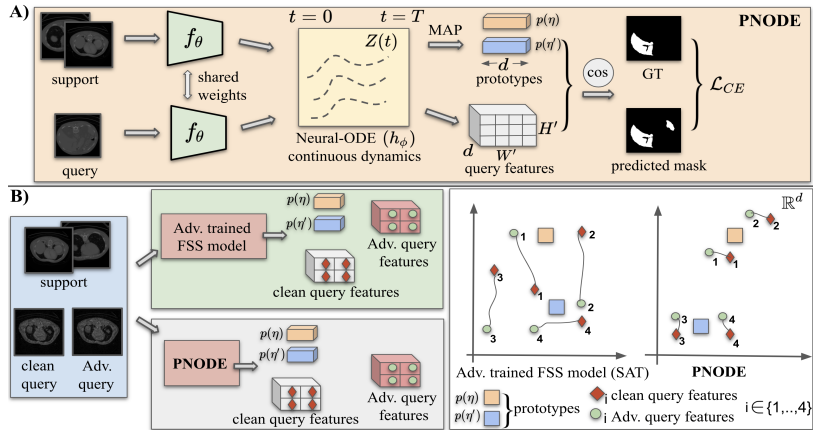 A)
PNODE
support
f_θ
shared
weights
f_θ
query
t = 0
t = T
Z(t)
Neural-ODE (h_ϕ)
continuous dynamics
MAP
p(η)
p(η′)
d
prototypes
H′
W′
d
query features
cos
GT
predicted mask
ℒ_CE
B)
support
clean
query
Adv.
query
Adv. trained
FSS model
p(η)
p(η′)
clean query features
Adv. query
features
PNODE
p(η)
p(η′)
clean query features
Adv. query
features
1
2
3
1
2
3
4
4
Adv. trained FSS model (SAT)
ℝ^d
2
2
1
1
3
4
3
4
PNODE
p(η)
p(η′)
prototypes
i clean query features
i Adv. query features
i ∈ {1,..,4}